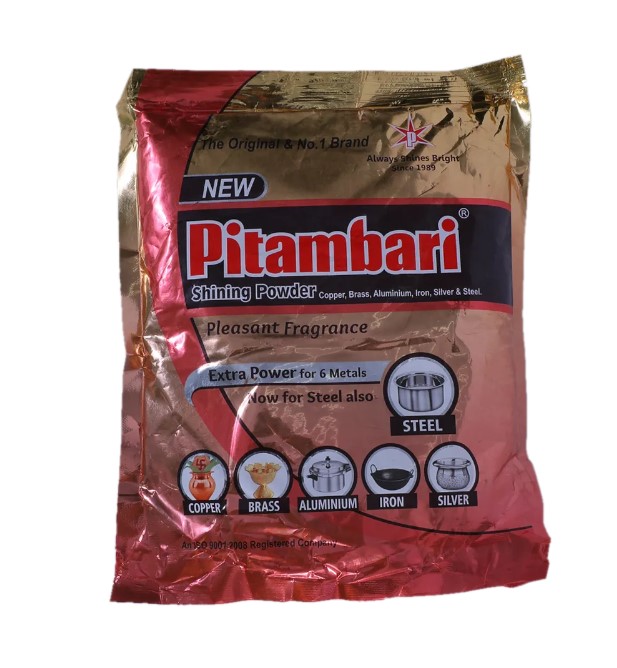 The Original & No.1 Brand
P
Always Shines Bright
Since 1989
NEW
Pitambari®
Shining Powder Copper, Brass, Aluminium, Iron, Silver & Steel.
Pleasant Fragrance
Extra Power for 6 Metals
Now for Steel also
STEEL
COPPER BRASS ALUMINIUM IRON SILVER
An ISO 9001:2008 Registered Company